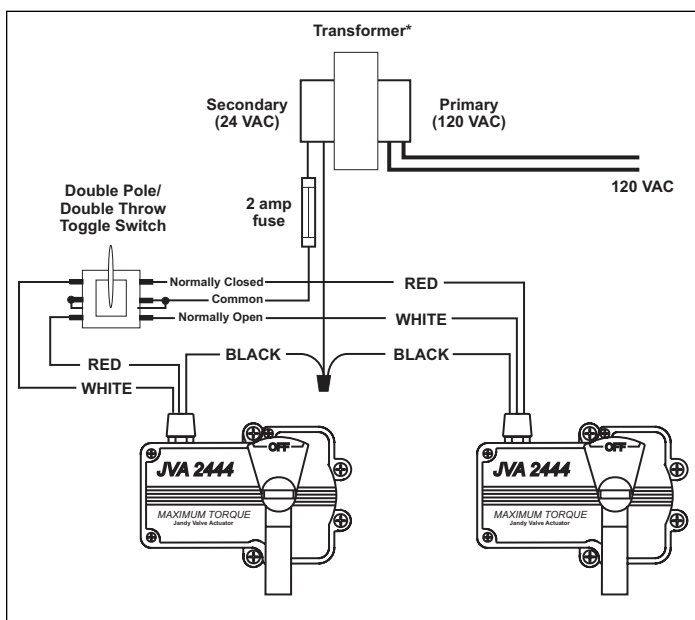 Transformer*
Secondary
(24 VAC)
Primary
(120 VAC)
120 VAC
Double Pole/
Double Throw
Toggle Switch
2 amp
fuse
Normally Closed
RED
Common
Normally Open
WHITE
RED
BLACK
BLACK
WHITE
OFF
JVA 2444
MAXIMUM TORQUE
Jandy Valve Actuator
OFF
JVA 2444
MAXIMUM TORQUE
Jandy Valve Actuator